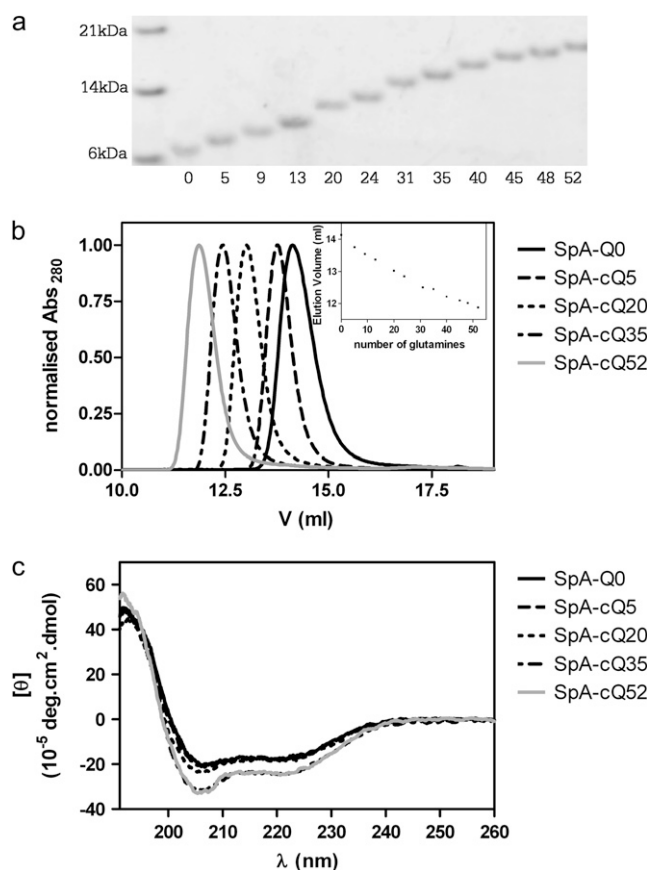 a
21kDa
14kDa
6kDa
0 5 9 13 20 24 31 35 40 45 48 52
b
normalised Abs280
1.00
0.75
0.50
0.25
0.00
10.0 12.5 15.0 17.5
V (ml)
Elution Volume (ml)
14
13
12
0 10 20 30 40 50
number of glutamines
SpA-Q0
SpA-cQ5
SpA-cQ20
SpA-cQ35
SpA-cQ52
c
[θ]
(10-5 deg.cm2.dmol)
60
40
20
0
-20
-40
200 210 220 230 240 250 260
λ (nm)
SpA-Q0
SpA-cQ5
SpA-cQ20
SpA-cQ35
SpA-cQ52